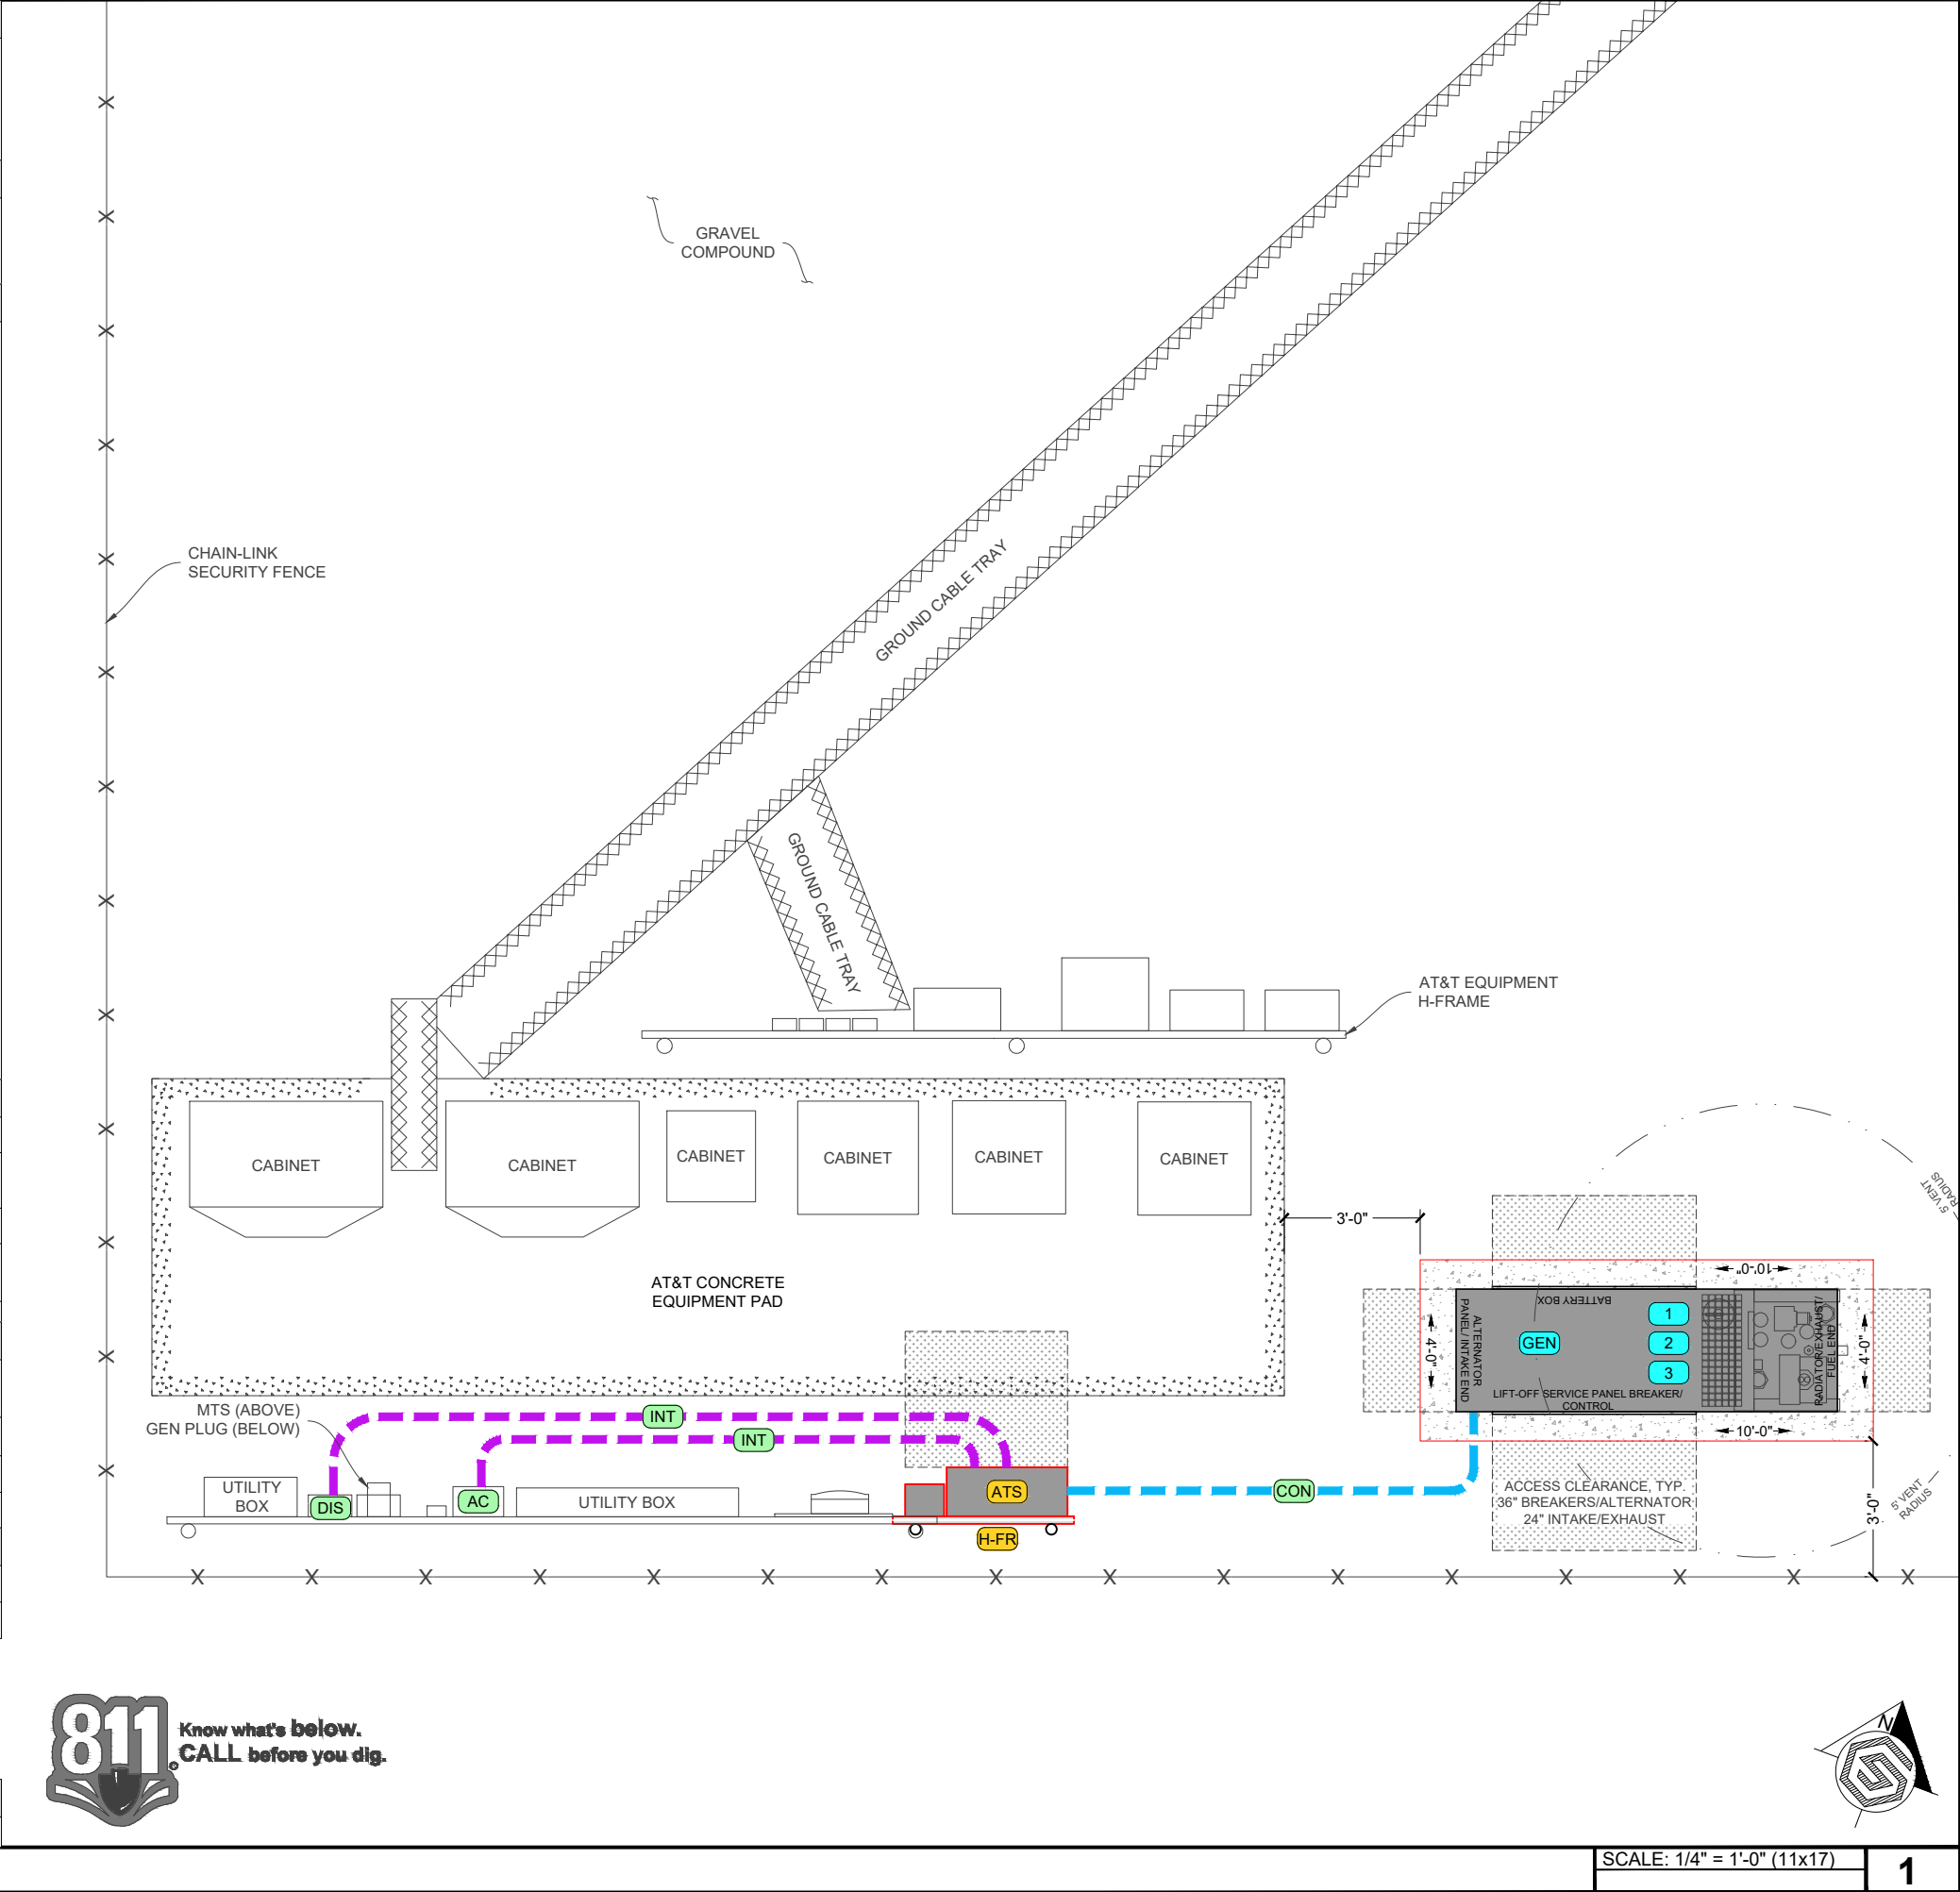 GRAVEL
COMPOUND
CHAIN-LINK
SECURITY FENCE
GROUND CABLE TRAY
GROUND CABLE TRAY
AT&T EQUIPMENT
H-FRAME
CABINET
CABINET
CABINET
CABINET
CABINET
CABINET
3'-0"
5' VENT
RADIUS
AT&T CONCRETE
EQUIPMENT PAD
10'-0"
BATTERY BOX
ALTERNATOR
PANEL/ INTAKE END
4'-0"
GEN
1
2
3
RADIATOR/EXHAUST/
FUEL END
4'-0"
LIFT-OFF SERVICE PANEL BREAKER/
CONTROL
10'-0"
MTS (ABOVE)
GEN PLUG (BELOW)
INT
INT
UTILITY
BOX
DIS
AC
UTILITY BOX
ATS
H-FR
CON
ACCESS CLEARANCE, TYP.
36" BREAKERS/ALTERNATOR
24" INTAKE/EXHAUST
3'-0"
5' VENT
RADIUS
811
Know what's below.
CALL before you dig.
N
SCALE: 1/4" = 1'-0" (11x17)
1